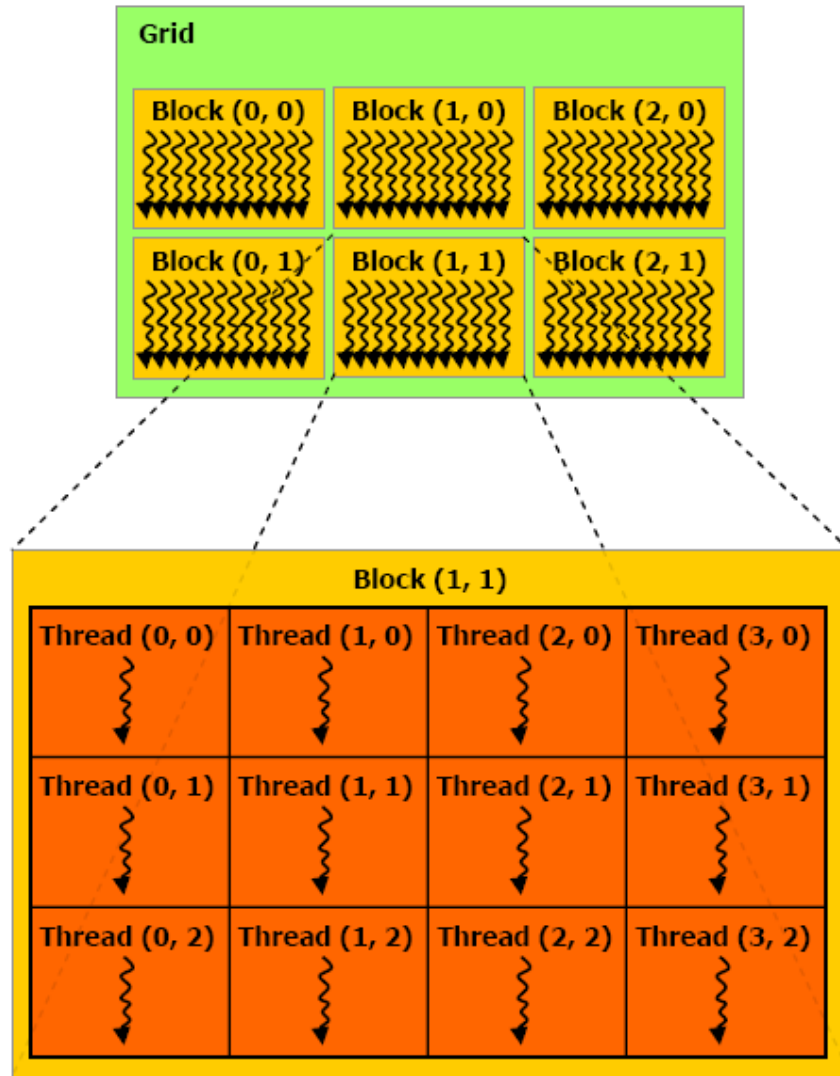 Grid
Block (0, 0) Block (1, 0) Block (2, 0)
Block (0, 1) Block (1, 1) Block (2, 1)
Block (1, 1)
Thread (0, 0) Thread (1, 0) Thread (2, 0) Thread (3, 0)
Thread (0, 1) Thread (1, 1) Thread (2, 1) Thread (3, 1)
Thread (0, 2) Thread (1, 2) Thread (2, 2) Thread (3, 2)